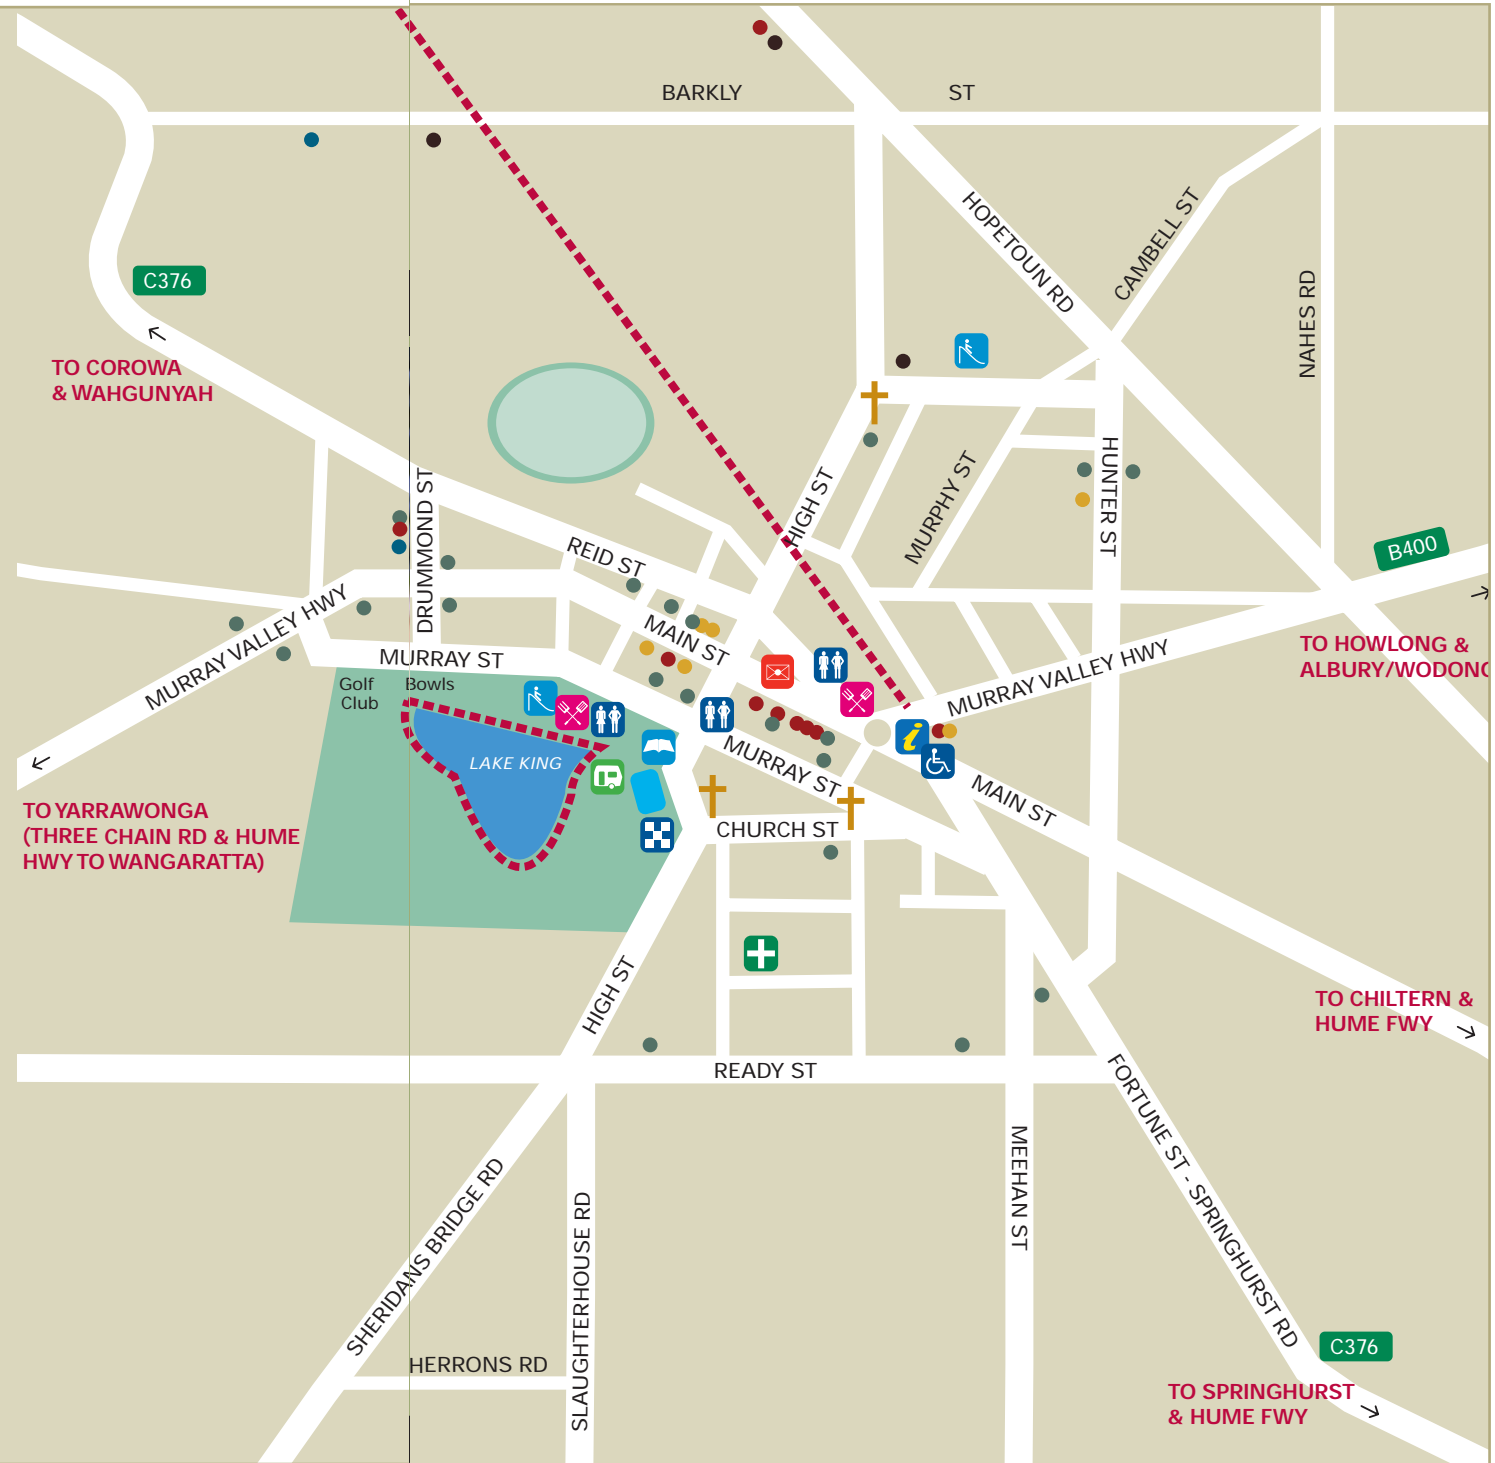 BARKLY ST
HOPETOUN RD
CAMBELL ST
NAHES RD
C376
TO COROWA
& WAHGUNYAH
HIGH ST
MURPHY ST
HUNTER ST
DRUMMOND ST
REID ST
B400
MURRAY VALLEY HWY
MAIN ST
MURRAY ST
TO HOWLONG &
MURRAY VALLEY HWY
Golf
Club
Bowls
LAKE KING
i
MURRAY ST
MAIN ST
TO YARRAWONGA
(THREE CHAIN RD & HUME
HWY TO WANGARATTA)
CHURCH ST
HIGH ST
TO CHILTERN &
HUME FWY
READY ST
FORTUNE ST - SPRINGHURST RD
MEEHAN ST
SHERIDANS BRIDGE RD
SLAUGHTERHOUSE RD
HERRONS RD
C376
TO SPRINGHURST
& HUME FWY